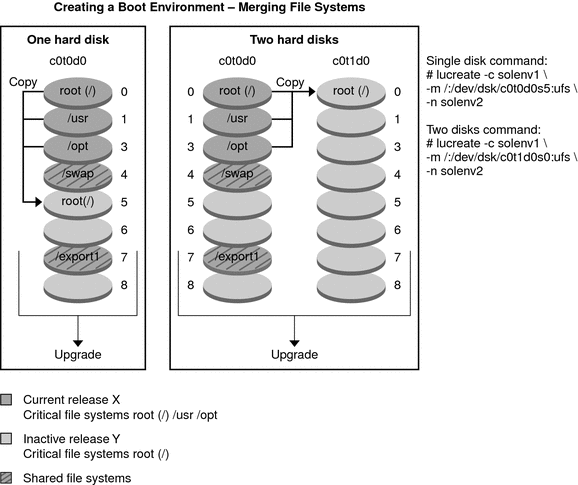 Creating a Boot Environment – Merging File Systems
One hard disk
c0t0d0
Copy
root (/) 0
/usr 1
/opt 3
/swap 4
root(/) 5
6
/export1 7
8
Upgrade
Two hard disks
c0t0d0 c0t1d0
Copy
0 root (/) root (/) 0
1 /usr 1
3 /opt 3
4 /swap 4
5 5
6 6
7 /export1 7
8 8
Upgrade
Single disk command:
# lucreate -c solenv1 \
-m /:/dev/dsk/c0t0d0s5:ufs \
-n solenv2
Two disks command:
# lucreate -c solenv1 \
-m /:/dev/dsk/c0t1d0s0:ufs \
-n solenv2
Current release X
Critical file systems root (/) /usr /opt
Inactive release Y
Critical file systems root (/)
Shared file systems